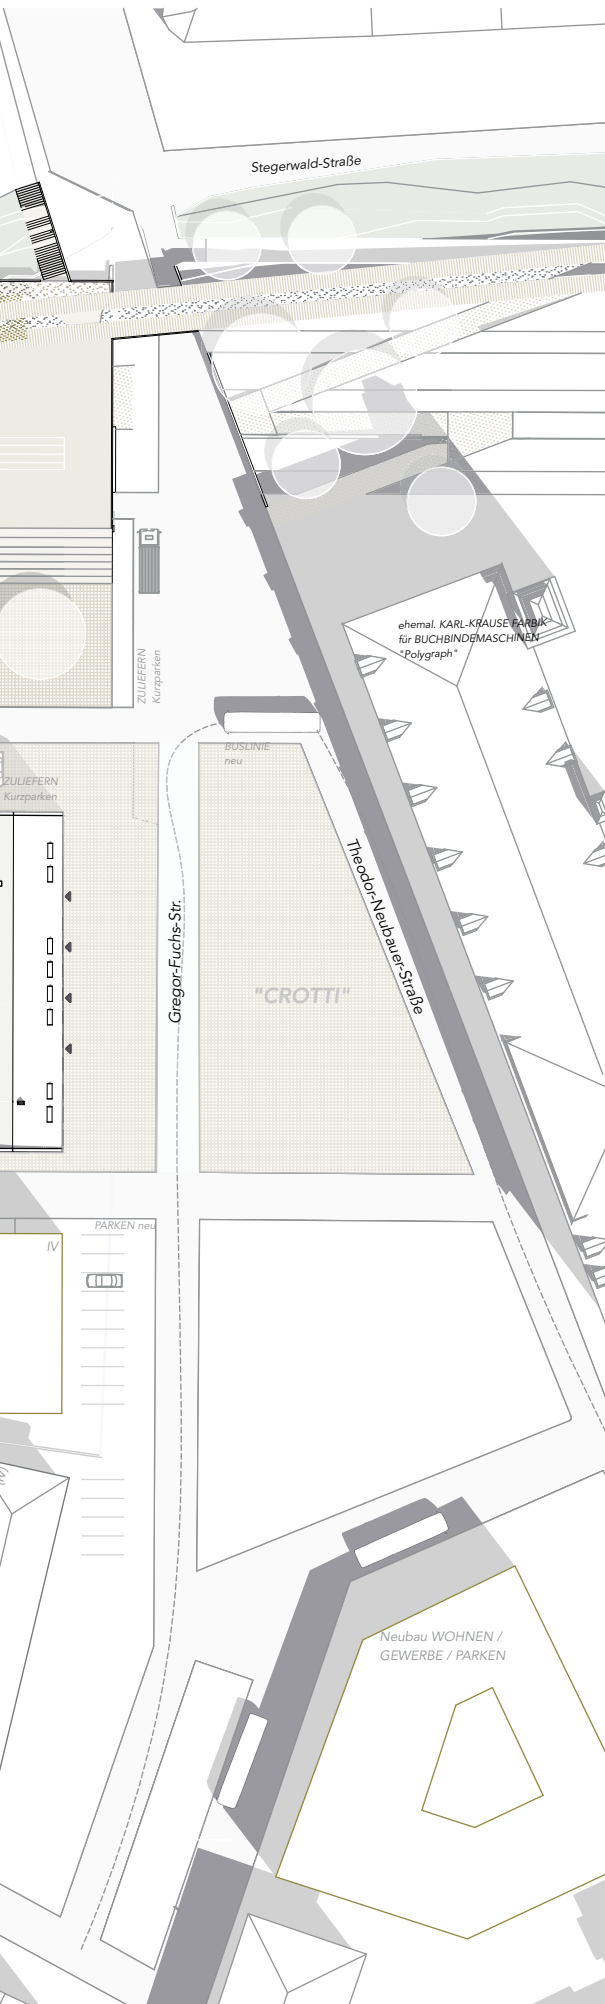 Stegerwald-Straße
ehemal. KARL-KRAUSE FARBIK
für BUCHBINDEMASCHINEN
"Polygraph"
ZULIEFERN
Kurzparken
BUSLINIE
neu
ZULIEFERN
Kurzparken
Theodor-Neubauer-Straße
Gregor-Fuchs-Str.
"CROTTI"
PARKEN neu
IV
Neubau WOHNEN /
GEWERBE / PARKEN